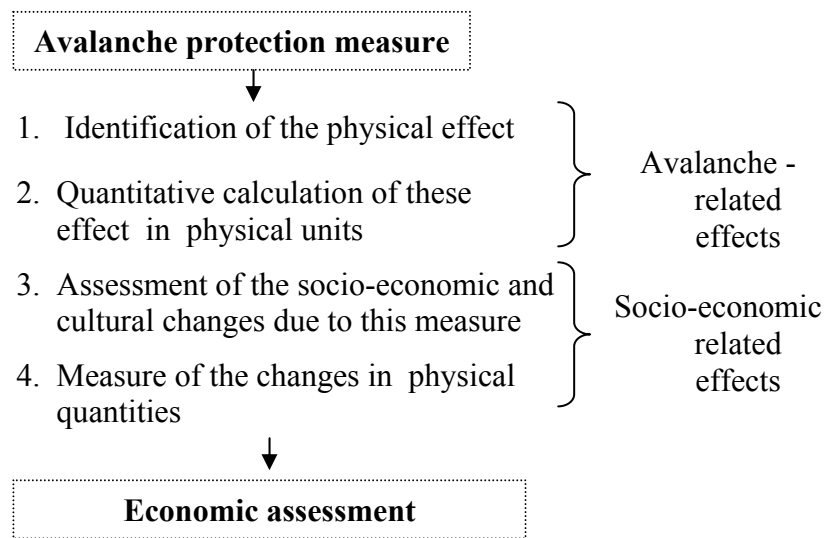 Avalanche protection measure
1. Identification of the physical effect
2. Quantitative calculation of these
effect in physical units
Avalanche -
related
effects
3. Assessment of the socio-economic and
cultural changes due to this measure
4. Measure of the changes in physical
quantities
Socio-economic
related
effects
Economic assessment